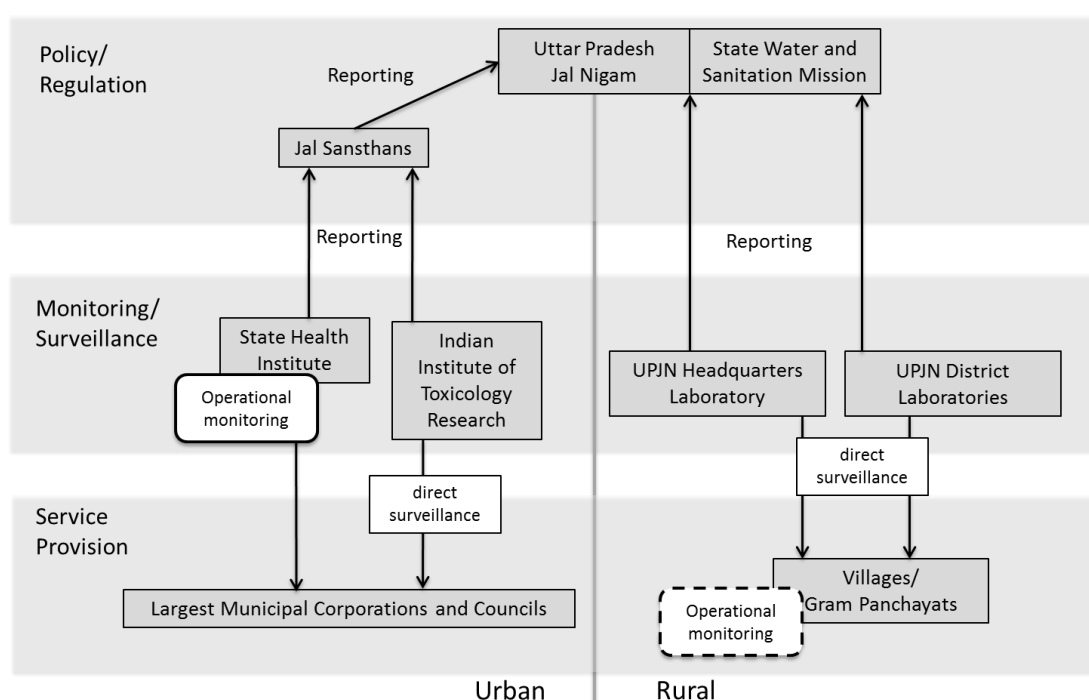 Policy/
Regulation
Uttar Pradesh
Jal Nigam
State Water and
Sanitation Mission
Reporting
Jal Sansthans
Reporting
Reporting
Monitoring/
Surveillance
State Health
Institute
Operational
monitoring
Indian
Institute of
Toxicology
Research
UPJN Headquarters
Laboratory
UPJN District
Laboratories
direct
surveillance
direct
surveillance
Service
Provision
Largest Municipal Corporations and Councils
Villages/
Gram Panchayats
Operational
monitoring
Urban
Rural